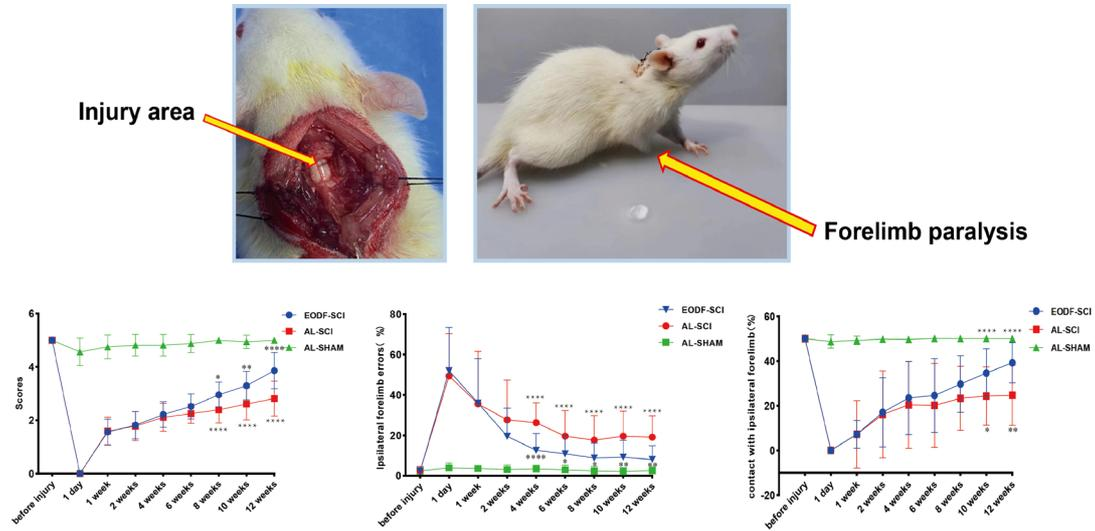 Injury area
Forelimb paralysis
6
4
2
0
Scores
EODF-SCI
AL-SCI
AL-SHAM
*
**
****
****
****
****
before injury
1 day
1 week
2 weeks
4 weeks
6 weeks
8 weeks
10 weeks
12 weeks
80
60
40
20
0
Ipsilateral forelimb errors( %)
EODF-SCI
AL-SCI
AL-SHAM
****
****
****
****
****
****
*
*
**
**
before injury
1 day
1 week
2 weeks
4 weeks
6 weeks
8 weeks
10 weeks
12 weeks
60
40
20
0
-20
contact with ipsilateral forelimb(%)
EODF-SCI
AL-SCI
AL-SHAM
****
****
*
**
before injury
1 day
1 week
2 weeks
4 weeks
6 weeks
8 weeks
10 weeks
12 weeks